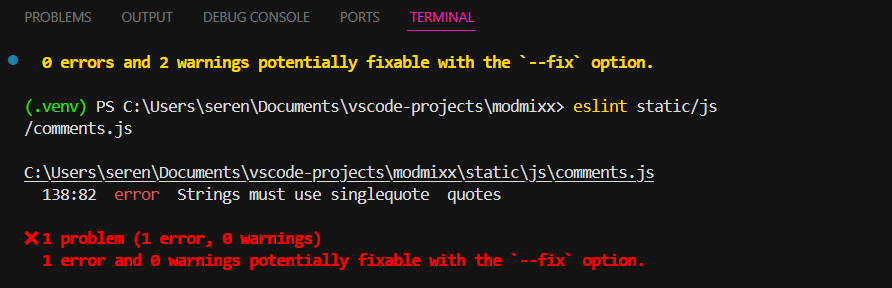 PROBLEMS OUTPUT DEBUG CONSOLE PORTS TERMINAL
0 errors and 2 warnings potentially fixable with the `--fix` option.
(.venv) PS C:\Users\seren\Documents\vscode-projects\modmixx> eslint static/js
/comments.js
C:\Users\seren\Documents\vscode-projects\modmixx\static\js\comments.js
138:82 error Strings must use singlequote quotes
✖ 1 problem (1 error, 0 warnings)
1 error and 0 warnings potentially fixable with the `--fix` option.